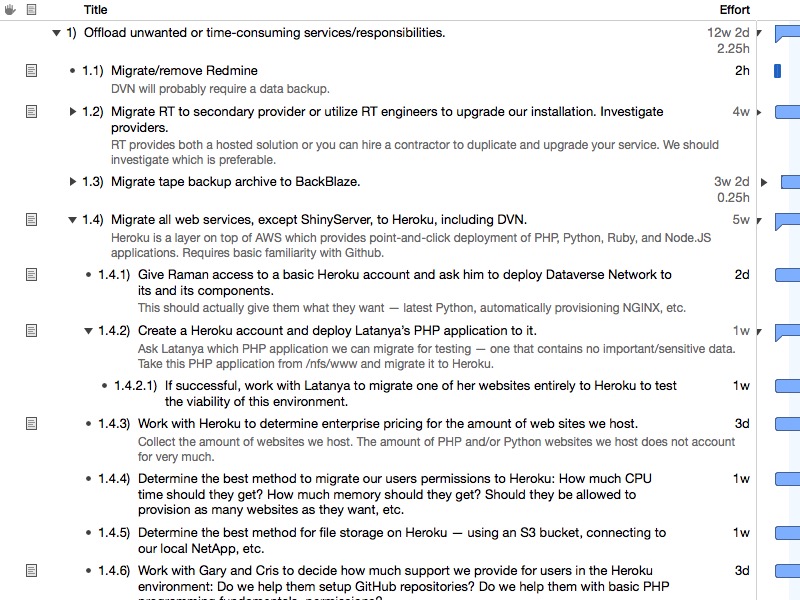 Title Effort
1) Offload unwanted or time-consuming services/responsibilities. 12w 2d
2.25h
• 1.1) Migrate/remove Redmine 2h
DVN will probably require a data backup.
1.2) Migrate RT to secondary provider or utilize RT engineers to upgrade our installation. Investigate 4w
providers.
RT provides both a hosted solution or you can hire a contractor to duplicate and upgrade your service. We should
investigate which is preferable.
1.3) Migrate tape backup archive to BackBlaze. 3w 2d
0.25h
1.4) Migrate all web services, except ShinyServer, to Heroku, including DVN. 5w
Heroku is a layer on top of AWS which provides point-and-click deployment of PHP, Python, Ruby, and Node.JS
applications. Requires basic familiarity with Github.
• 1.4.1) Give Raman access to a basic Heroku account and ask him to deploy Dataverse Network to 2d
its and its components.
This should actually give them what they want — latest Python, automatically provisioning NGINX, etc.
1.4.2) Create a Heroku account and deploy Latanya's PHP application to it. 1w
Ask Latanya which PHP application we can migrate for testing — one that contains no important/sensitive data.
Take this PHP application from /nfs/www and migrate it to Heroku.
• 1.4.2.1) If successful, work with Latanya to migrate one of her websites entirely to Heroku to test 1w
the viability of this environment.
• 1.4.3) Work with Heroku to determine enterprise pricing for the amount of web sites we host. 3d
Collect the amount of websites we host. The amount of PHP and/or Python websites we host does not account
for very much.
• 1.4.4) Determine the best method to migrate our users permissions to Heroku: How much CPU 1w
time should they get? How much memory should they get? Should they be allowed to
provision as many websites as they want, etc.
• 1.4.5) Determine the best method for file storage on Heroku — using an S3 bucket, connecting to 1w
our local NetApp, etc.
• 1.4.6) Work with Gary and Cris to decide how much support we provide for users in the Heroku 3d
environment: Do we help them setup GitHub repositories? Do we help them with basic PHP
programming fundamentals, permissions?